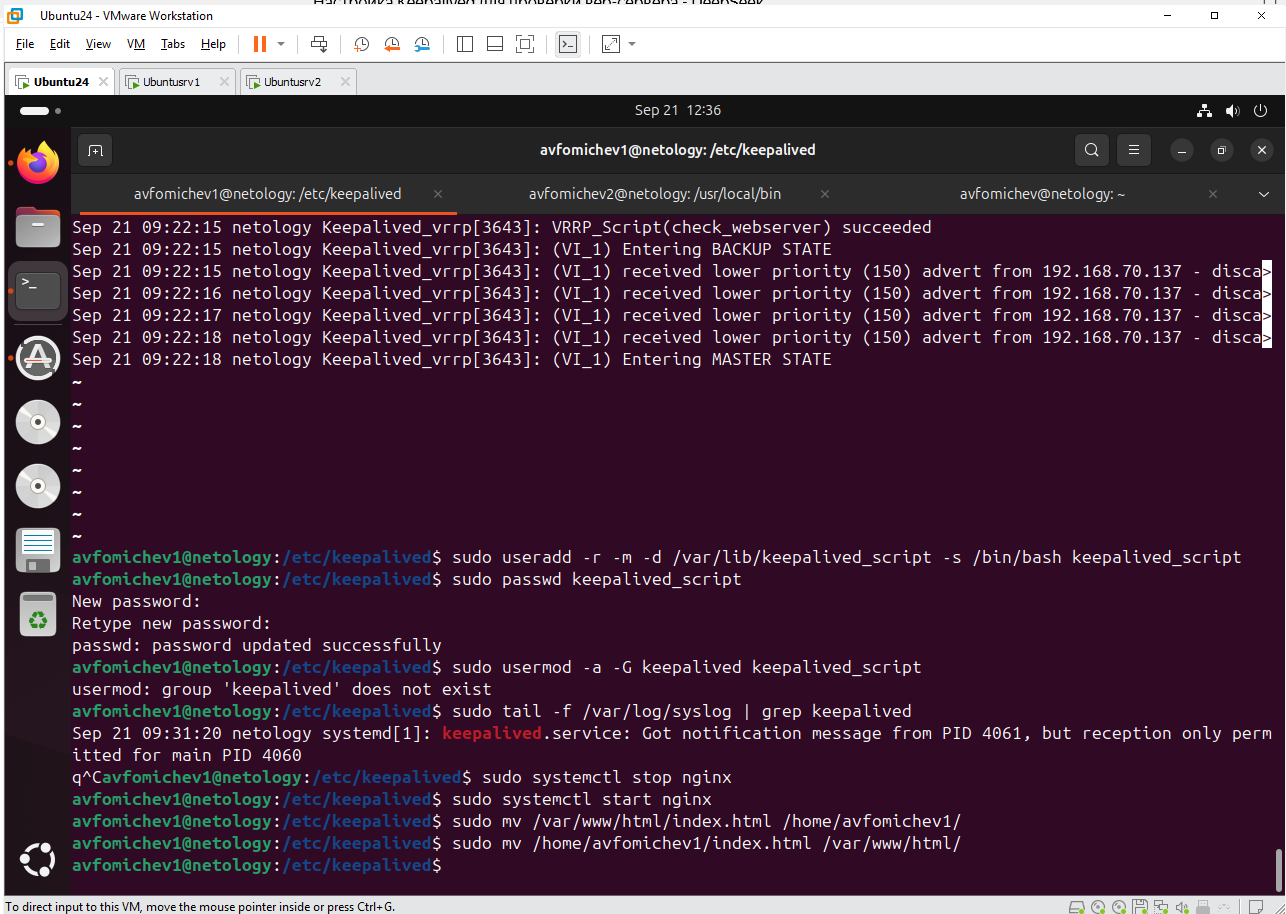 Настройка keepalived для проверки веб-сервера - DeepSeek
Ubuntu24 - VMware Workstation
File Edit View VM Tabs Help
Ubuntu24 Ubuntusrv1 Ubuntusrv2
Sep 21 12:36
avfomichev1@netology: /etc/keepalived
avfomichev1@netology: /etc/keepalived avfomichev2@netology: /usr/local/bin avfomichev@netology: ~
Sep 21 09:22:15 netology Keepalived_vrrp[3643]: VRRP_Script(check_webserver) succeeded
Sep 21 09:22:15 netology Keepalived_vrrp[3643]: (VI_1) Entering BACKUP STATE
Sep 21 09:22:15 netology Keepalived_vrrp[3643]: (VI_1) received lower priority (150) advert from 192.168.70.137 - disca>
Sep 21 09:22:16 netology Keepalived_vrrp[3643]: (VI_1) received lower priority (150) advert from 192.168.70.137 - disca>
Sep 21 09:22:17 netology Keepalived_vrrp[3643]: (VI_1) received lower priority (150) advert from 192.168.70.137 - disca>
Sep 21 09:22:18 netology Keepalived_vrrp[3643]: (VI_1) received lower priority (150) advert from 192.168.70.137 - disca>
Sep 21 09:22:18 netology Keepalived_vrrp[3643]: (VI_1) Entering MASTER STATE
~
~
~
~
~
~
~
~
avfomichev1@netology:/etc/keepalived$ sudo useradd -r -m -d /var/lib/keepalived_script -s /bin/bash keepalived_script
avfomichev1@netology:/etc/keepalived$ sudo passwd keepalived_script
New password:
Retype new password:
passwd: password updated successfully
avfomichev1@netology:/etc/keepalived$ sudo usermod -a -G keepalived keepalived_script
usermod: group 'keepalived' does not exist
avfomichev1@netology:/etc/keepalived$ sudo tail -f /var/log/syslog | grep keepalived
Sep 21 09:31:20 netology systemd[1]: keepalived.service: Got notification message from PID 4061, but reception only perm
itted for main PID 4060
q^Cavfomichev1@netology:/etc/keepalived$ sudo systemctl stop nginx
avfomichev1@netology:/etc/keepalived$ sudo systemctl start nginx
avfomichev1@netology:/etc/keepalived$ sudo mv /var/www/html/index.html /home/avfomichev1/
avfomichev1@netology:/etc/keepalived$ sudo mv /home/avfomichev1/index.html /var/www/html/
avfomichev1@netology:/etc/keepalived$
To direct input to this VM, move the mouse pointer inside or press Ctrl+G.